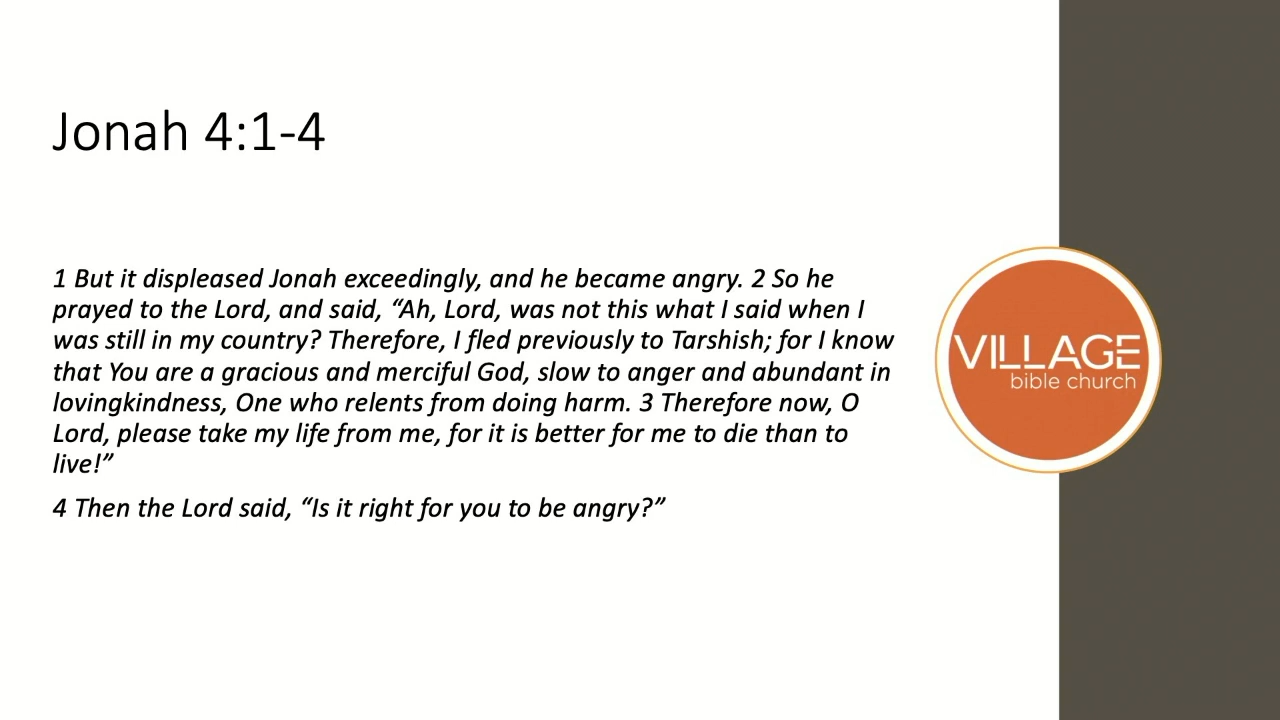 Jonah 4:1-4
1 But it displeased Jonah exceedingly, and he became angry. 2 So he
prayed to the Lord, and said, “Ah, Lord, was not this what I said when I
was still in my country? Therefore, I fled previously to Tarshish; for I know
that You are a gracious and merciful God, slow to anger and abundant in
lovingkindness, One who relents from doing harm. 3 Therefore now, O
Lord, please take my life from me, for it is better for me to die than to
live!”
4 Then the Lord said, “Is it right for you to be angry?”
VILLAGE
bible church